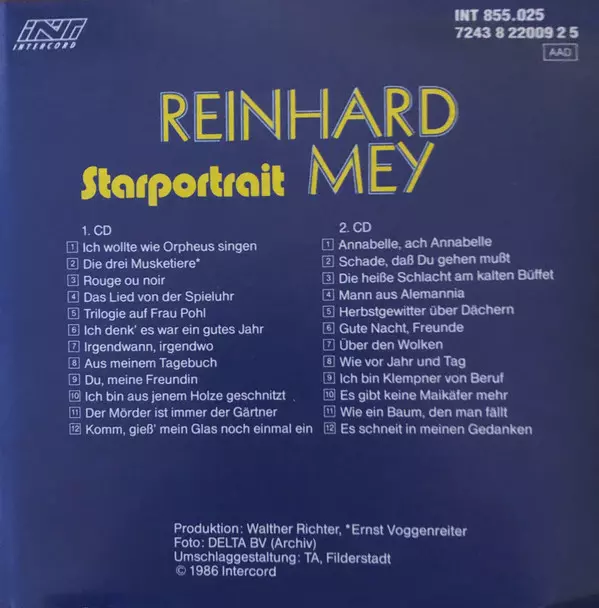 INT
INTERCORD
INT 855.025
7243 8 22009 2 5
AAD
REINHARD
Starportrait MEY
1. CD
1 Ich wollte wie Orpheus singen
2 Die drei Musketiere*
3 Rouge ou noir
4 Das Lied von der Spieluhr
5 Trilogie auf Frau Pohl
6 Ich denk' es war ein gutes Jahr
7 Irgendwann, irgendwo
8 Aus meinem Tagebuch
9 Du, meine Freundin
10 Ich bin aus jenem Holze geschnitzt
11 Der Mörder ist immer der Gärtner
12 Komm, gieß' mein Glas noch einmal ein
2. CD
1 Annabelle, ach Annabelle
2 Schade, daß Du gehen mußt
3 Die heiße Schlacht am kalten Büffet
4 Mann aus Alemannia
5 Herbstgewitter über Dächern
6 Gute Nacht, Freunde
7 Über den Wolken
8 Wie vor Jahr und Tag
9 Ich bin Klempner von Beruf
10 Es gibt keine Maikäfer mehr
11 Wie ein Baum, den man fällt
12 Es schneit in meinen Gedanken
Produktion: Walther Richter, *Ernst Voggenreiter
Foto: DELTA BV (Archiv)
Umschlaggestaltung: TA, Filderstadt
© 1986 Intercord